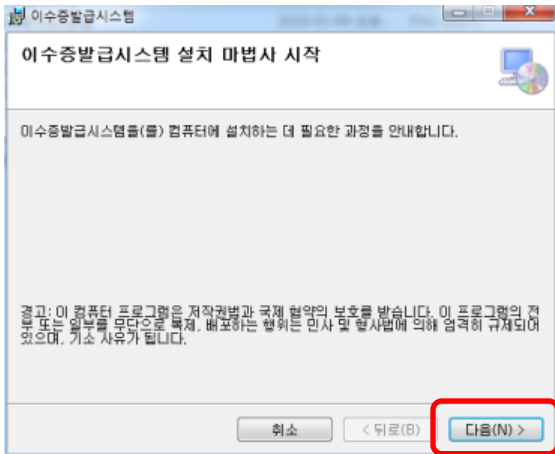 이수증발급시스템
이수증발급시스템 설치 마법사 시작
이수증발급시스템을(를) 컴퓨터에 설치하는 데 필요한 과정을 안내합니다.
경고: 이 컴퓨터 프로그램은 저작권법과 국제 협약의 보호를 받습니다. 이 프로그램의 전
부 또는 일부를 무단으로 복제, 배포하는 행위는 민사 및 형사법에 의해 엄격히 규제되어
있으며, 기소 사유가 됩니다.
취소
< 뒤로(B)
다음(N) >